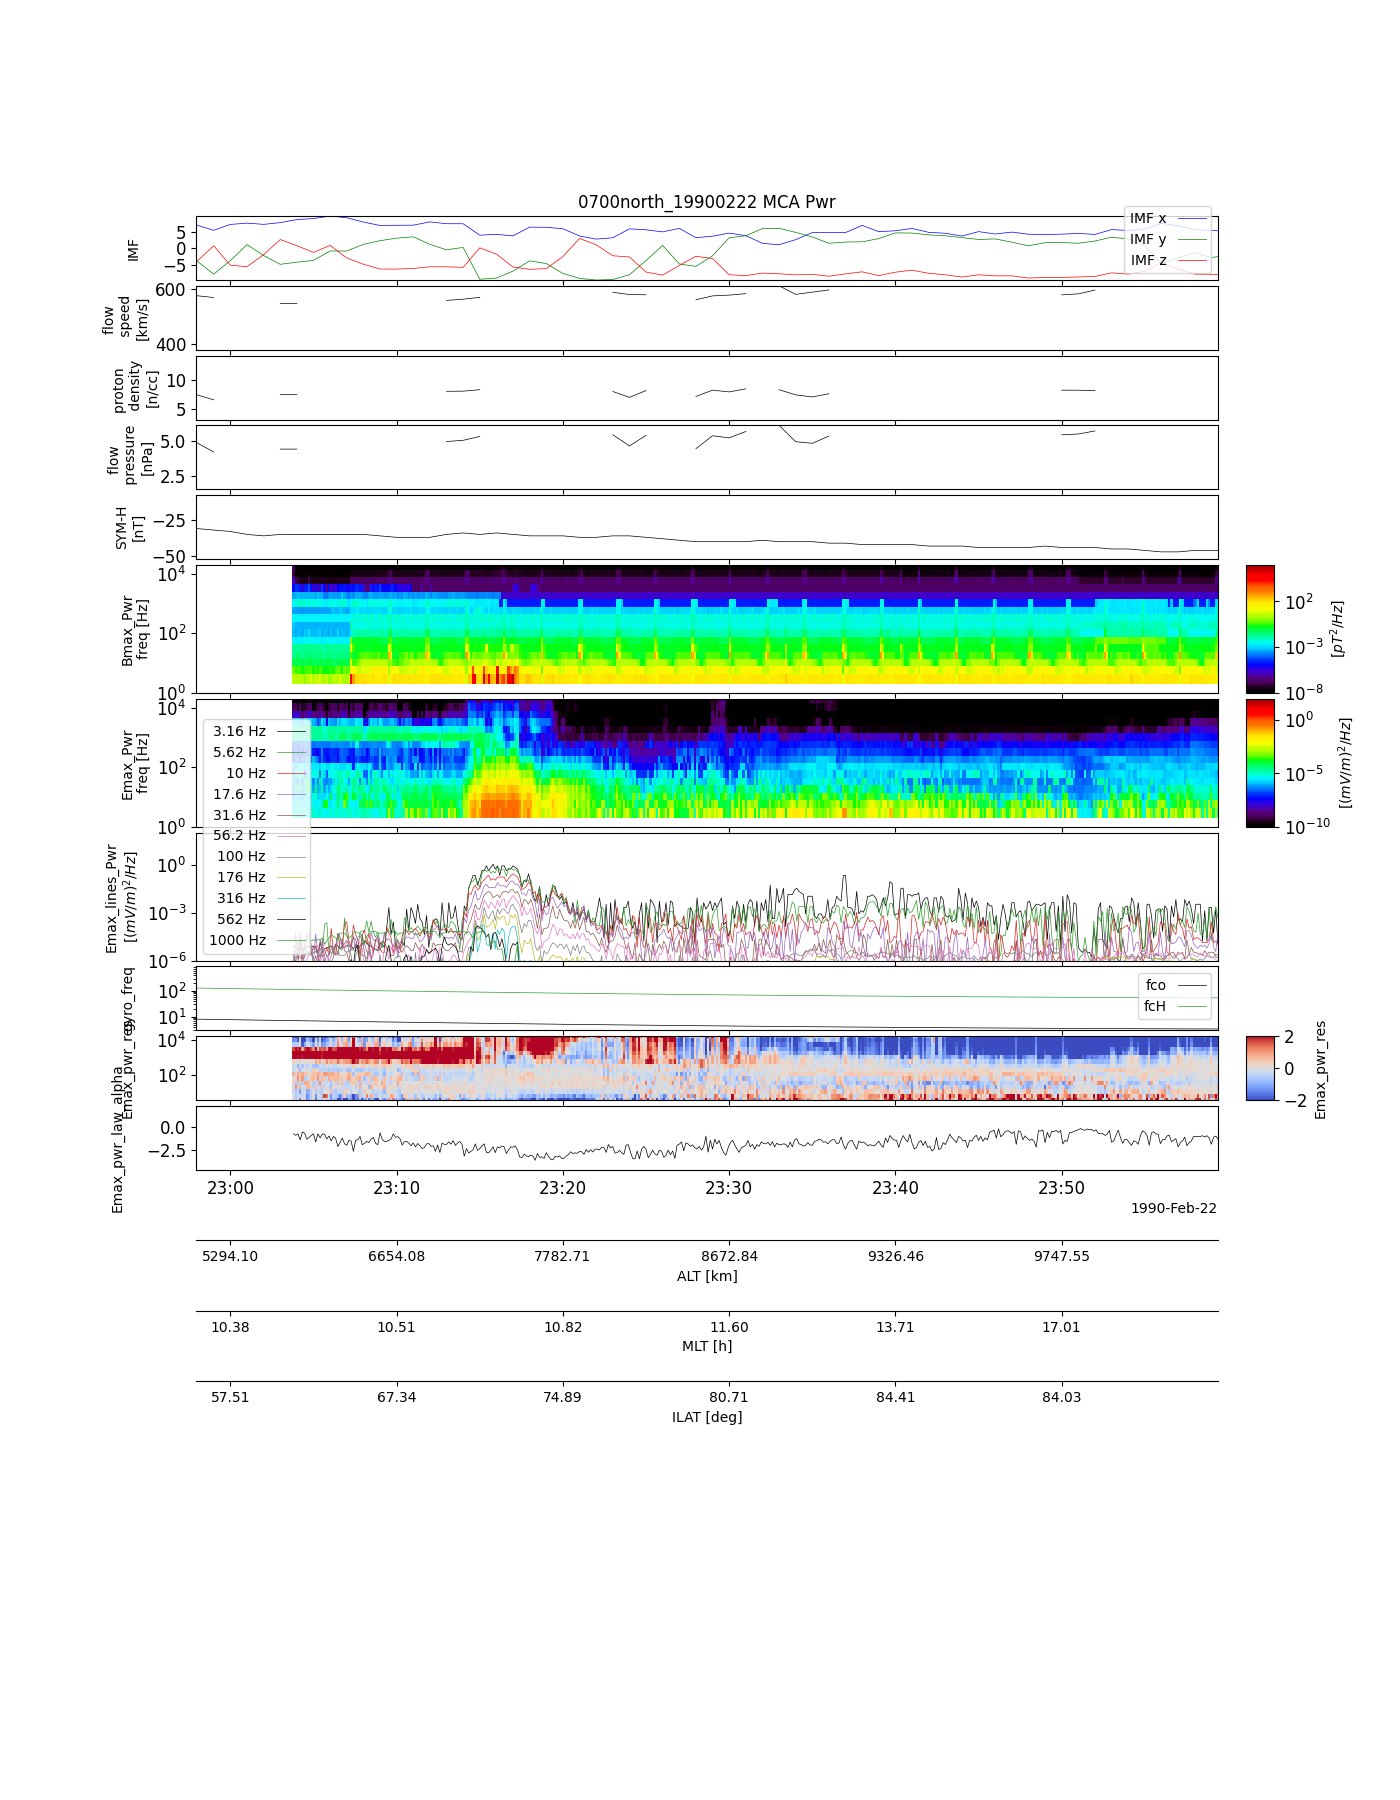 0700north_19900222 MCA Pwr
IMF
5
0
−5
IMF x
IMF y
IMF z
flow
speed
[km/s]
600
400
proton
density
[n/cc]
10
5
flow
pressure
[nPa]
5.0
2.5
SYM-H
[nT]
−25
−50
Bmax_Pwr
freq [Hz]
10^4
10^2
10^0
10^2
10^−3
10^−8
[pT^2/Hz]
Emax_Pwr
freq [Hz]
10^4
10^2
10^0
10^0
10^−5
10^−10
[(mV/m)^2/Hz]
3.16 Hz
5.62 Hz
10 Hz
17.6 Hz
31.6 Hz
56.2 Hz
100 Hz
176 Hz
316 Hz
562 Hz
1000 Hz
Emax_lines_Pwr
[(mV/m)^2/Hz]
10^0
10^−3
10^−6
gyro_freq
10^2
10^1
fco
fcH
Emax_pwr_res
10^4
10^2
2
0
−2
Emax_pwr_res
Emax_pwr_law_alpha
0.0
−2.5
23:00 23:10 23:20 23:30 23:40 23:50
1990-Feb-22
5294.10 6654.08 7782.71 8672.84 9326.46 9747.55
ALT [km]
10.38 10.51 10.82 11.60 13.71 17.01
MLT [h]
57.51 67.34 74.89 80.71 84.41 84.03
ILAT [deg]